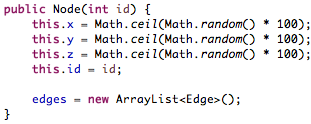 public Node(int id) {
    this.x = Math.ceil(Math.random() * 100);
    this.y = Math.ceil(Math.random() * 100);
    this.z = Math.ceil(Math.random() * 100);
    this.id = id;

    edges = new ArrayList<Edge>();
}